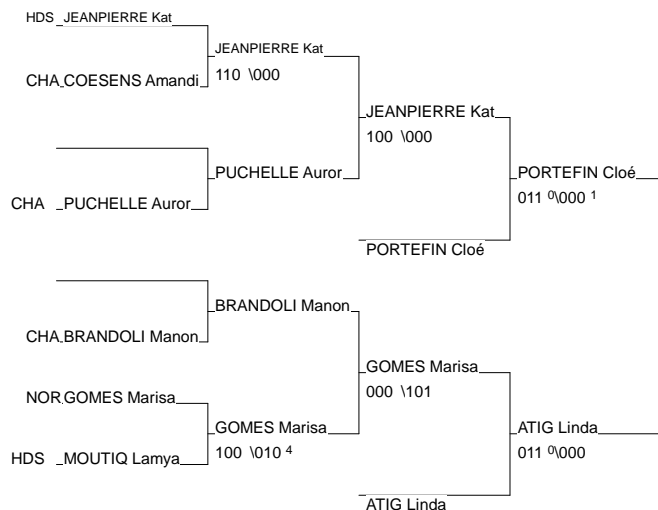 HDS JEANPIERRE Kat
JEANPIERRE Kat
110 \000
CHA COESENS Amandi
JEANPIERRE Kat
100 \000
PUCHELLE Auror
PORTEFIN Cloé
011 0\000 1
CHA PUCHELLE Auror
PORTEFIN Cloé
BRANDOLI Manon
CHA BRANDOLI Manon
GOMES Marisa
000 \101
NOR GOMES Marisa
GOMES Marisa
100 \010 4
ATIG Linda
011 0\000
HDS MOUTIQ Lamya
ATIG Linda